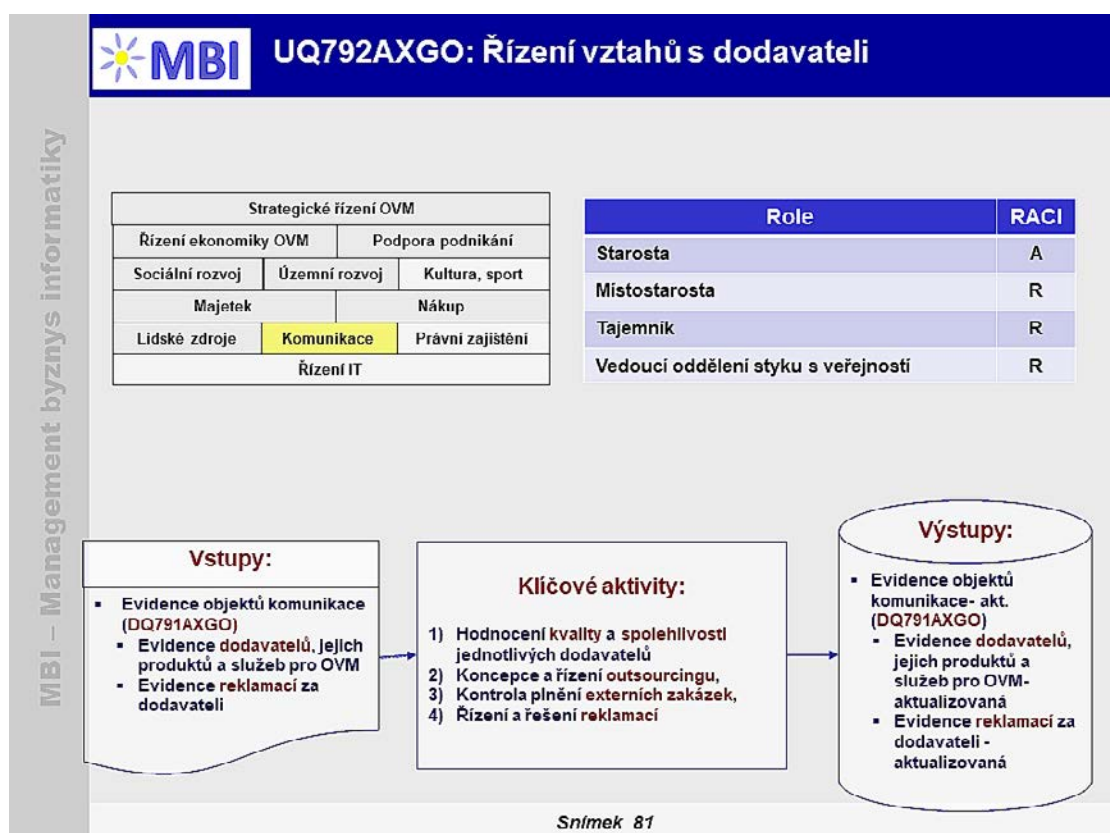 MBI – Management byznys informatiky
MBI
UQ792AXGO: Řízení vztahů s dodavateli
Strategické řízení OVM
Řízení ekonomiky OVM
Podpora podnikání
Sociální rozvoj
Územní rozvoj
Kultura, sport
Majetek
Nákup
Lidské zdroje
Komunikace
Právní zajištění
Řízení IT
Role RACI
Starosta A
Místostarosta R
Tajemník R
Vedoucí oddělení styku s veřejností R
Vstupy:
▪ Evidence objektů komunikace
(DQ791AXGO)
▪ Evidence dodavatelů, jejich
produktů a služeb pro OVM
- Evidence reklamací za
dodavateli
Klíčové aktivity:
1) Hodnocení kvality a spolehlivosti
jednotlivých dodavatelů
2) Koncepce a řízení outsourcingu,
3) Kontrola plnění externích zakázek,
4) Řízení a řešení reklamací
Výstupy:
▪ Evidence objektů
komunikace- akt.
(DQ791AXGO)
▪ Evidence dodavatelů,
jejich produktů a
služeb pro OVM-
aktualizovaná
▪ Evidence reklamací za
dodavateli -
aktualizovaná
Snímek 81